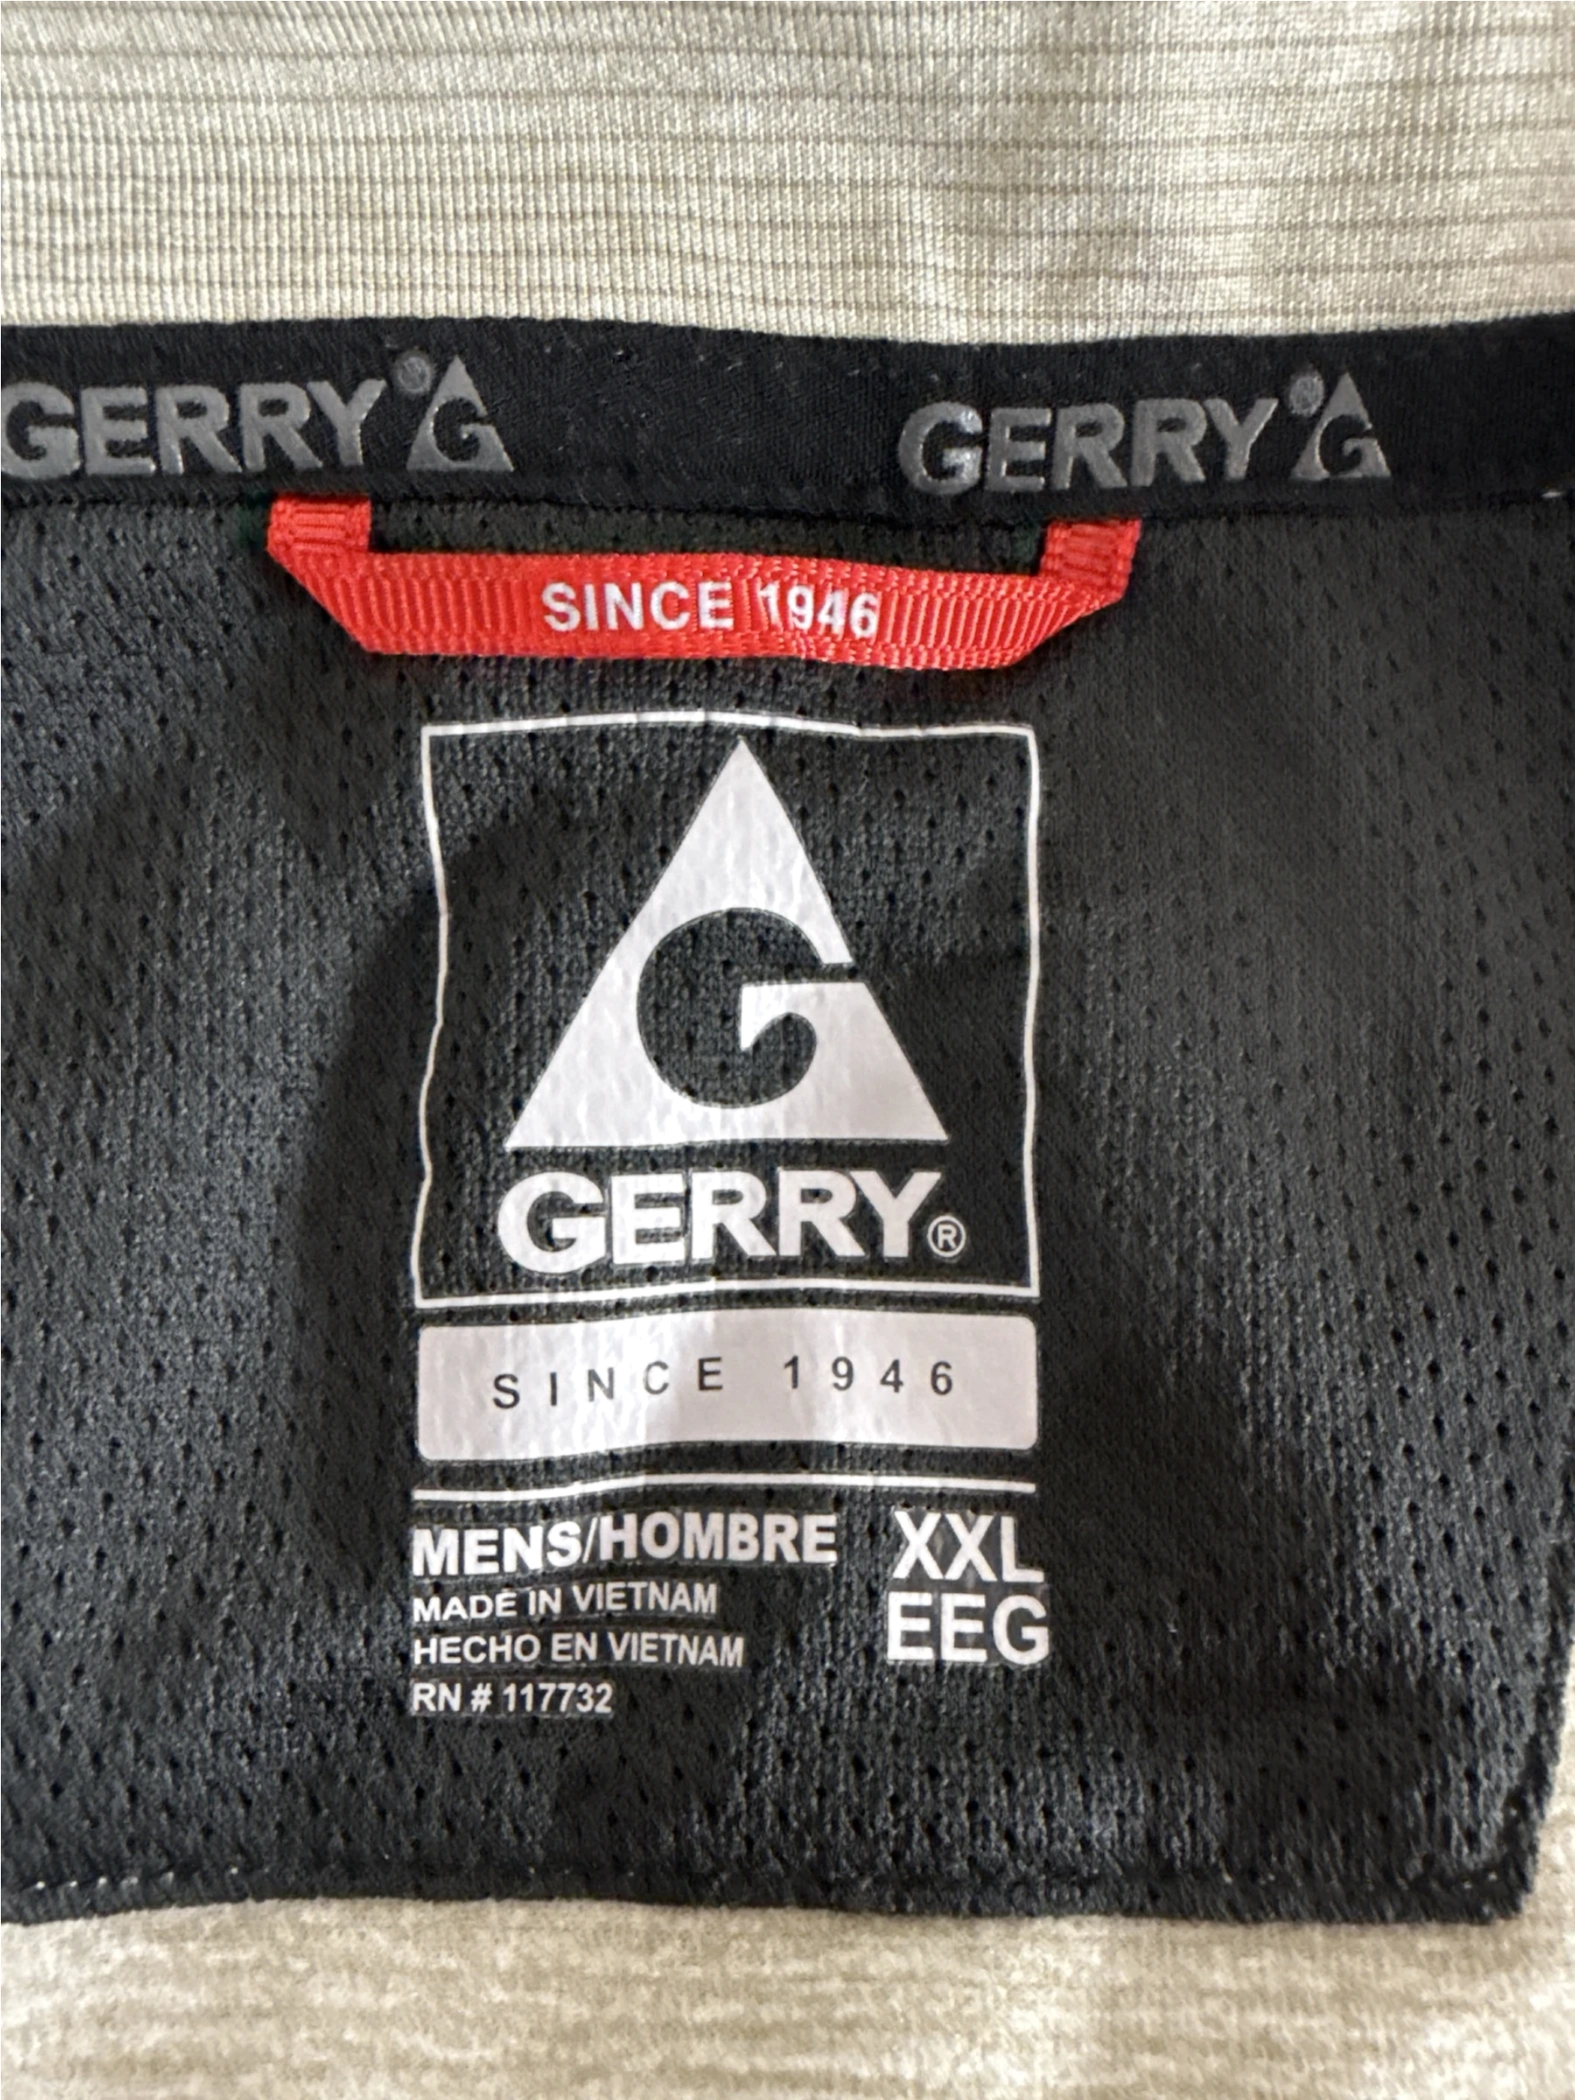 GERRY G GERRY G
SINCE 1946
G
GERRY®
SINCE 1946
MENS/HOMBRE XXL
MADE IN VIETNAM EEG
HECHO EN VIETNAM
RN # 117732